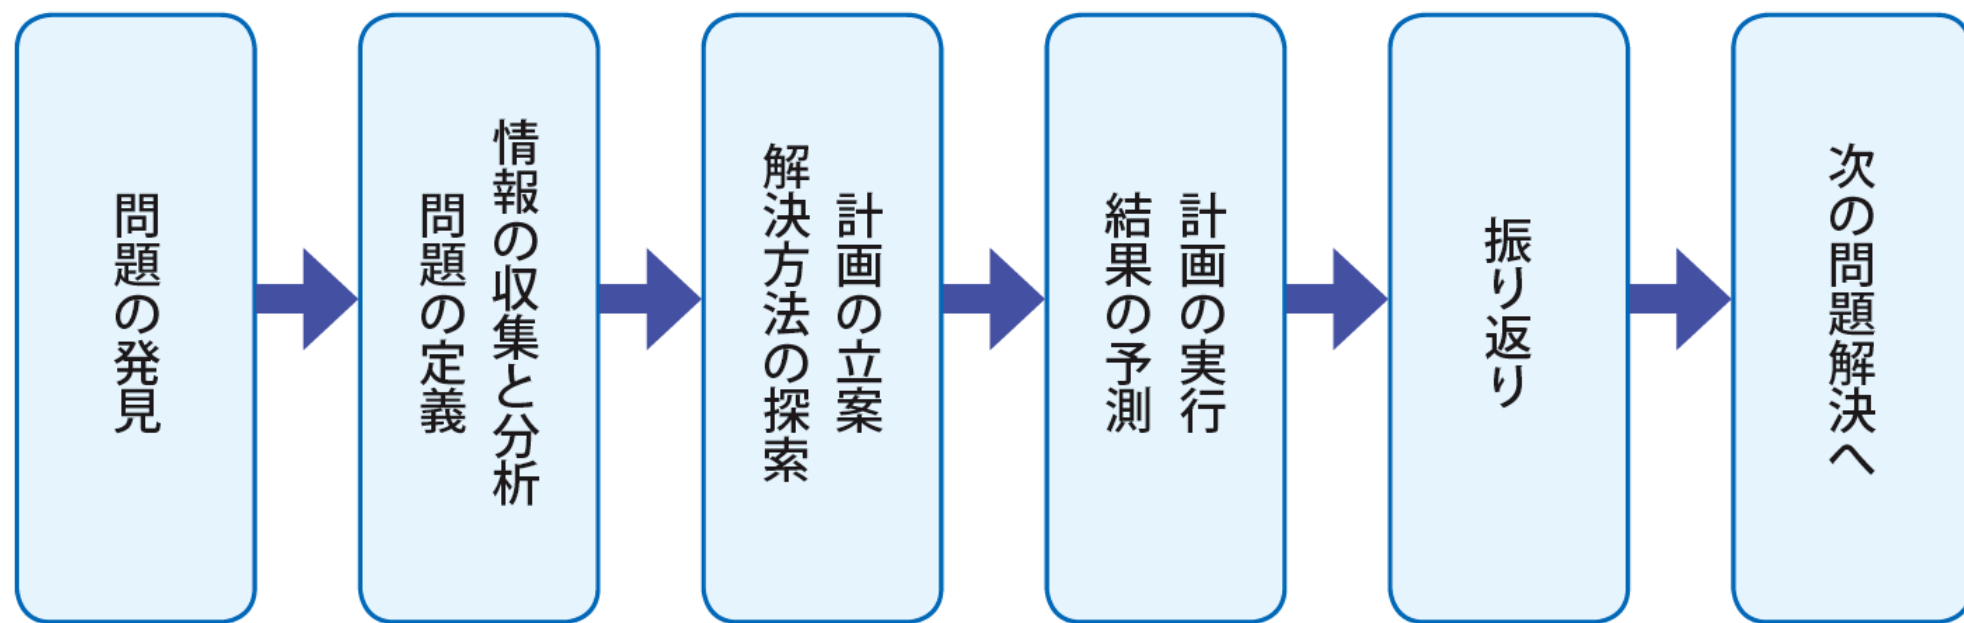 問題の発見
情報の収集と分析
問題の定義
計画の立案
解決方法の探索
計画の実行
結果の予測
振り返り
次の問題解決へ